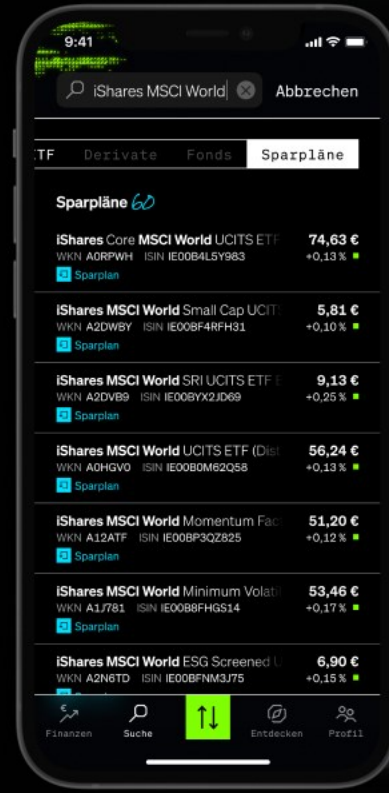 9:41
iShares MSCI World
Abbrechen
TF Derivate Fonds Sparpläne
Sparpläne 60
iShares Core MSCI World UCITS ETF 74,63 €
WKN A0RPWH ISIN IE00B4L5Y983 +0,13 %
Sparplan
iShares MSCI World Small Cap UCIT 5,81 €
WKN A2DWBY ISIN IE00BF4RFH31 +0,10 %
Sparplan
iShares MSCI World SRI UCITS ETF E 9,13 €
WKN A2DVB9 ISIN IE00BYX2JD69 +0,25 %
Sparplan
iShares MSCI World UCITS ETF (Dist 56,24 €
WKN A0HGV0 ISIN IE00B0M62Q58 +0,13 %
Sparplan
iShares MSCI World Momentum Fac 51,20 €
WKN A12ATF ISIN IE00BP3QZ825 +0,12 %
Sparplan
iShares MSCI World Minimum Volati 53,46 €
WKN A1J781 ISIN IE00B8FHGS14 +0,17 %
Sparplan
iShares MSCI World ESG Screened U 6,90 €
WKN A2N6TD ISIN IE00BFNM3J75 +0,15 %
Finanzen Suche Entdecken Profil